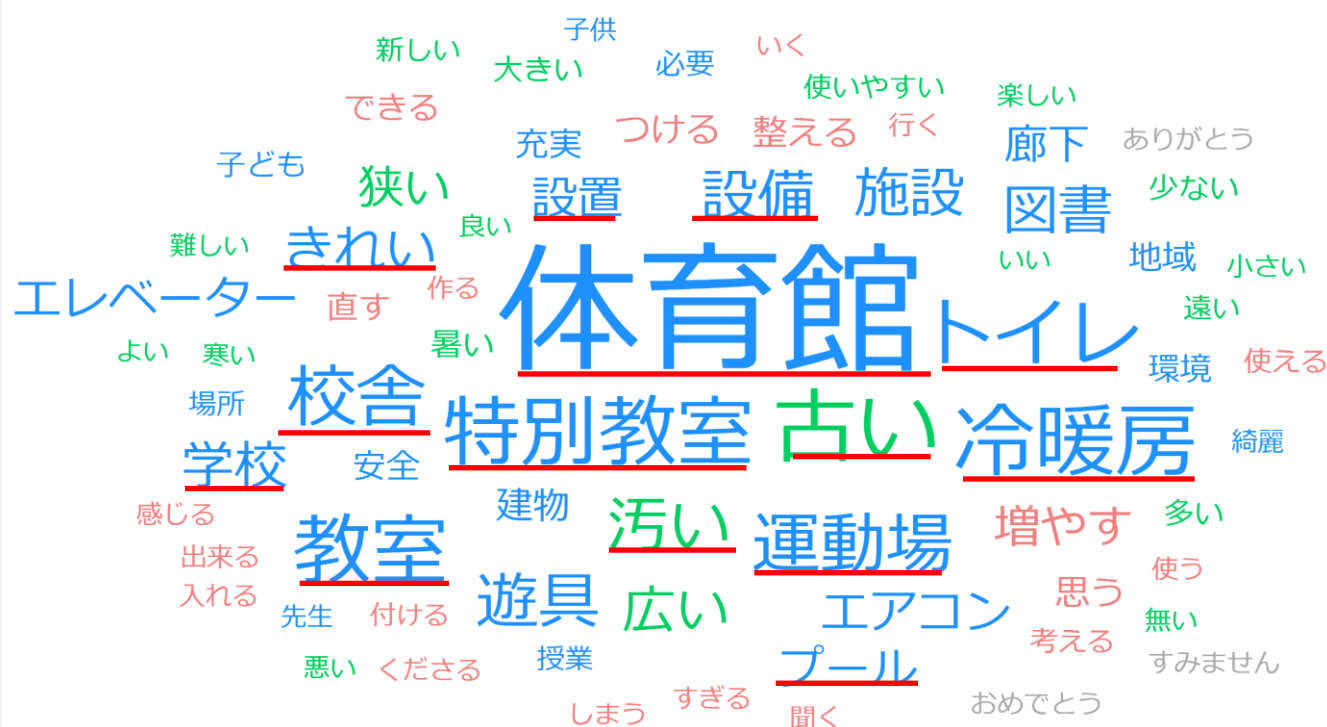 子供
新しい
大きい
必要
いく
できる
使いやすい
楽しい
充実
つける
整える
行く
廊下
ありがとう
子ども
狭い
設置
設備
施設
図書
少ない
難しい
きれい
良い
体育館
いい
地域
小さい
エレベーター
直す
作る
トイレ
遠い
よい
寒い
暑い
環境
使える
場所
校舎
特別教室
古い
冷暖房
綺麗
学校
安全
感じる
建物
汚い
運動場
増やす
多い
出来る
教室
入れる
先生
付ける
遊具
広い
エアコン
思う
使う
無い
考える
悪い
くださる
授業
プール
すみません
しまう
すぎる
聞く
おめでとう